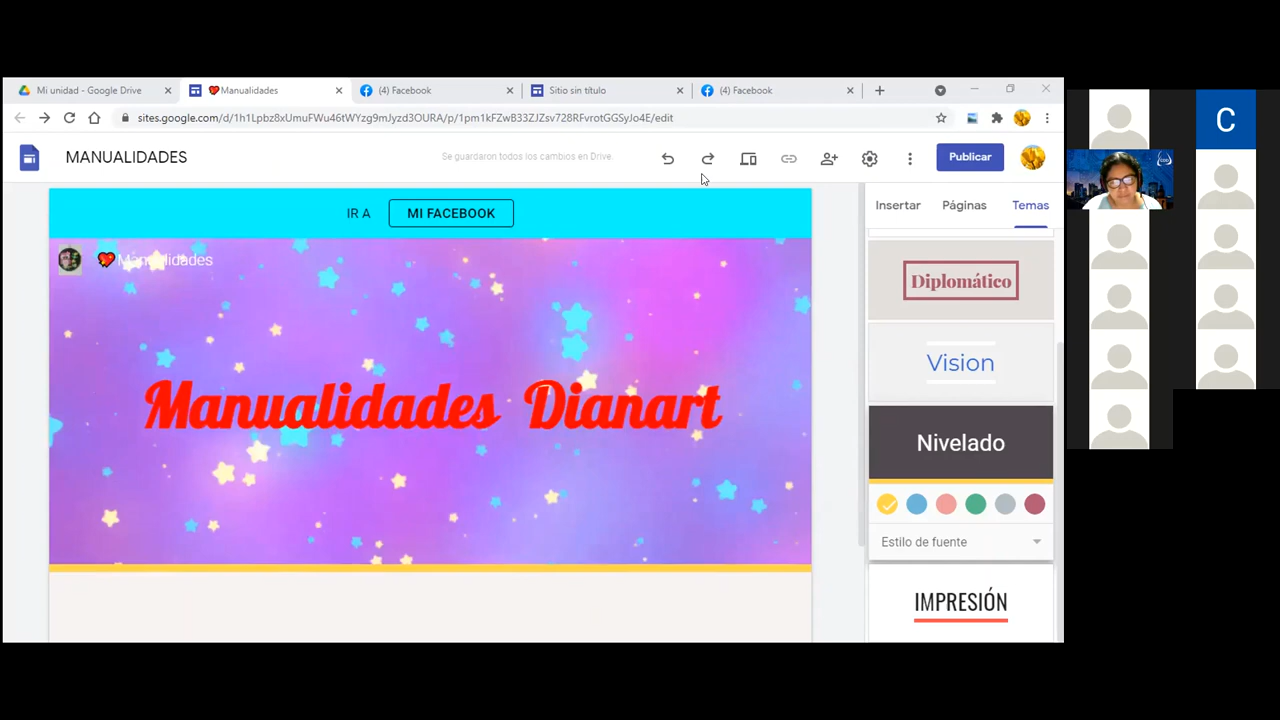 Mi unidad - Google Drive
Manualidades
(4) Facebook
Sitio sin título
(4) Facebook
sites.google.com/d/1h1Lpbz8xUmuFWu46tWYzg9mJyzd3OURA/p/1pm1kFZwB33ZJZsv728RFvrotGGSyJo4E/edit
MANUALIDADES
Se guardaron todos los cambios en Drive.
Publicar
Insertar
Páginas
Temas
IR A
MI FACEBOOK
Manualidades
Manualidades Dianart
Diplomático
Vision
Nivelado
Estilo de fuente
IMPRESIÓN
C